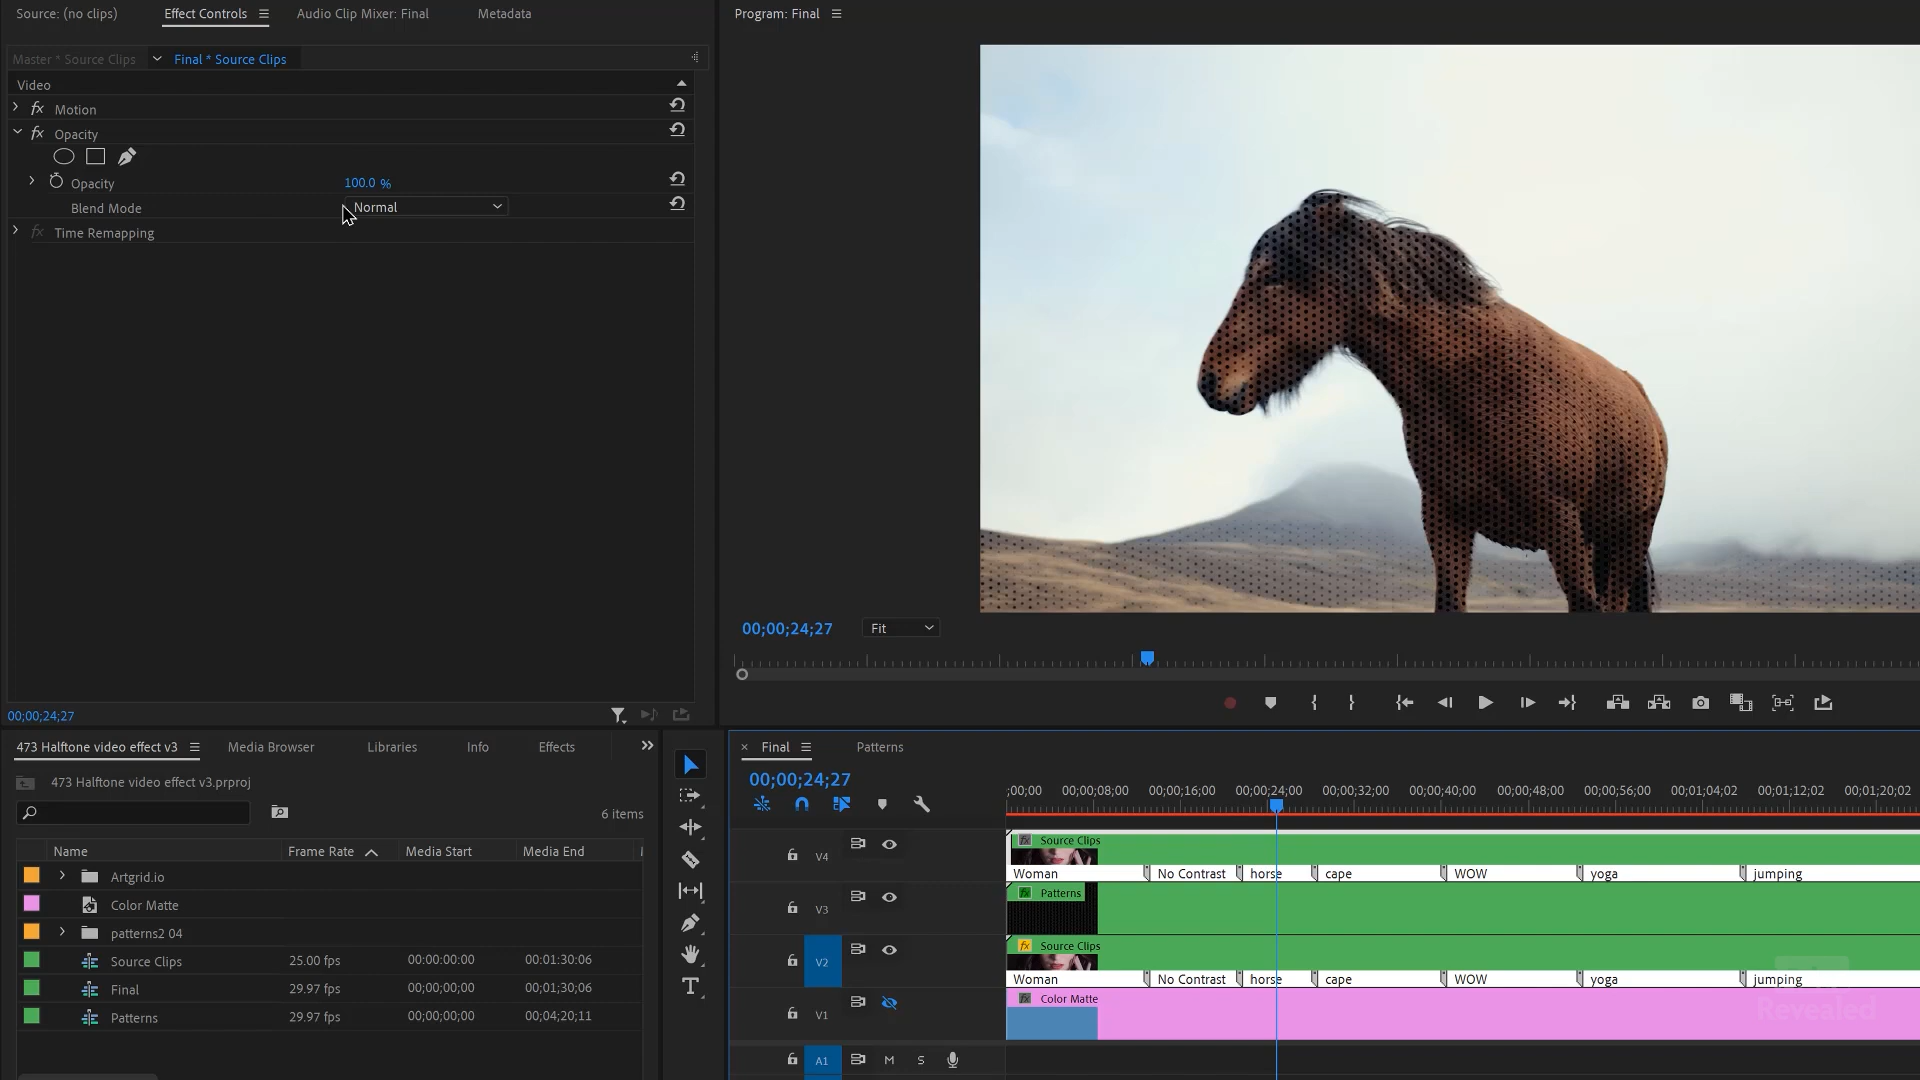 Source: (no clips)
Effect Controls
Audio Clip Mixer: Final
Metadata
Master * Source Clips
Final * Source Clips
Video
fx Motion
fx Opacity
Opacity
100.0 %
Blend Mode
Normal
fx Time Remapping
00;00;24;27
Program: Final
00;00;24;27
Fit
473 Halftone video effect v3
Media Browser
Libraries
Info
Effects
473 Halftone video effect v3.prproj
6 items
Name
Frame Rate
Media Start
Media End
Artgrid.io
Color Matte
patterns2 04
Source Clips
25.00 fps
00:00:00:00
00:01:30:06
Final
29.97 fps
00;00;00;00
00;01;30;06
Patterns
29.97 fps
00;00;00;00
00;04;20;11
T
Final
Patterns
00;00;24;27
;00;00
00;00;08;00
00;00;16;00
00;00;24;00
00;00;32;00
00;00;40;00
00;00;48;00
00;00;56;00
00;01;04;02
00;01;12;02
00;01;20;02
V4
fx Source Clips
Woman
No Contrast
horse
cape
WOW
yoga
jumping
V3
fx Patterns
V2
fx Source Clips
Woman
No Contrast
horse
cape
WOW
yoga
jumping
V1
fx Color Matte
Revealed
A1
M
S